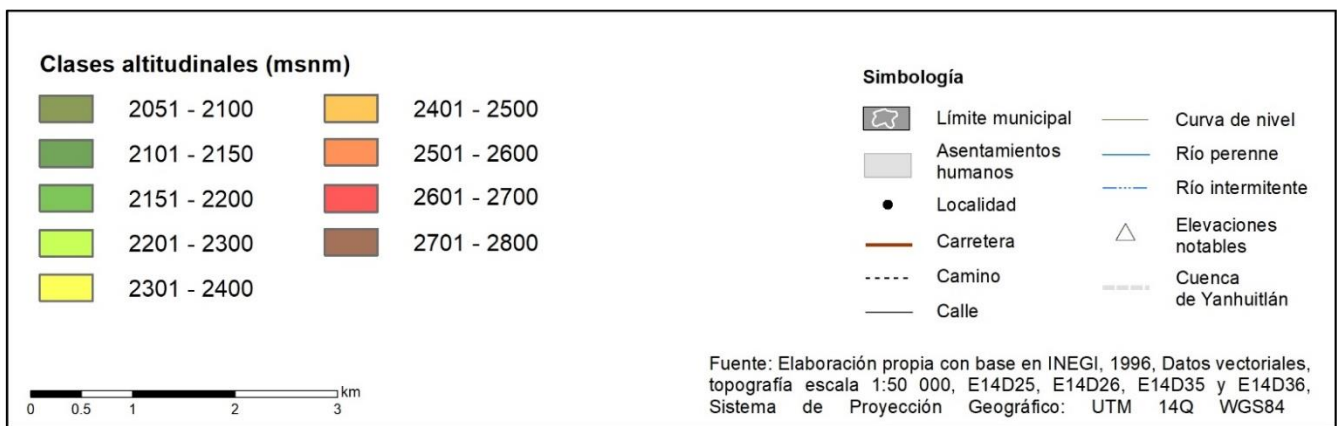 Clases altitudinales (msnm)
2051 - 2100
2101 - 2150
2151 - 2200
2201 - 2300
2301 - 2400
2401 - 2500
2501 - 2600
2601 - 2700
2701 - 2800
0 0.5 1 2 3 km
Simbología
Límite municipal
Asentamientos
humanos
Localidad
Carretera
Camino
Calle
Curva de nivel
Río perenne
Río intermitente
Elevaciones
notables
Cuenca
de Yanhuitlán
Fuente: Elaboración propia con base en INEGI, 1996, Datos vectoriales,
topografía escala 1:50 000, E14D25, E14D26, E14D35 y E14D36,
Sistema de Proyección Geográfico: UTM 14Q WGS84